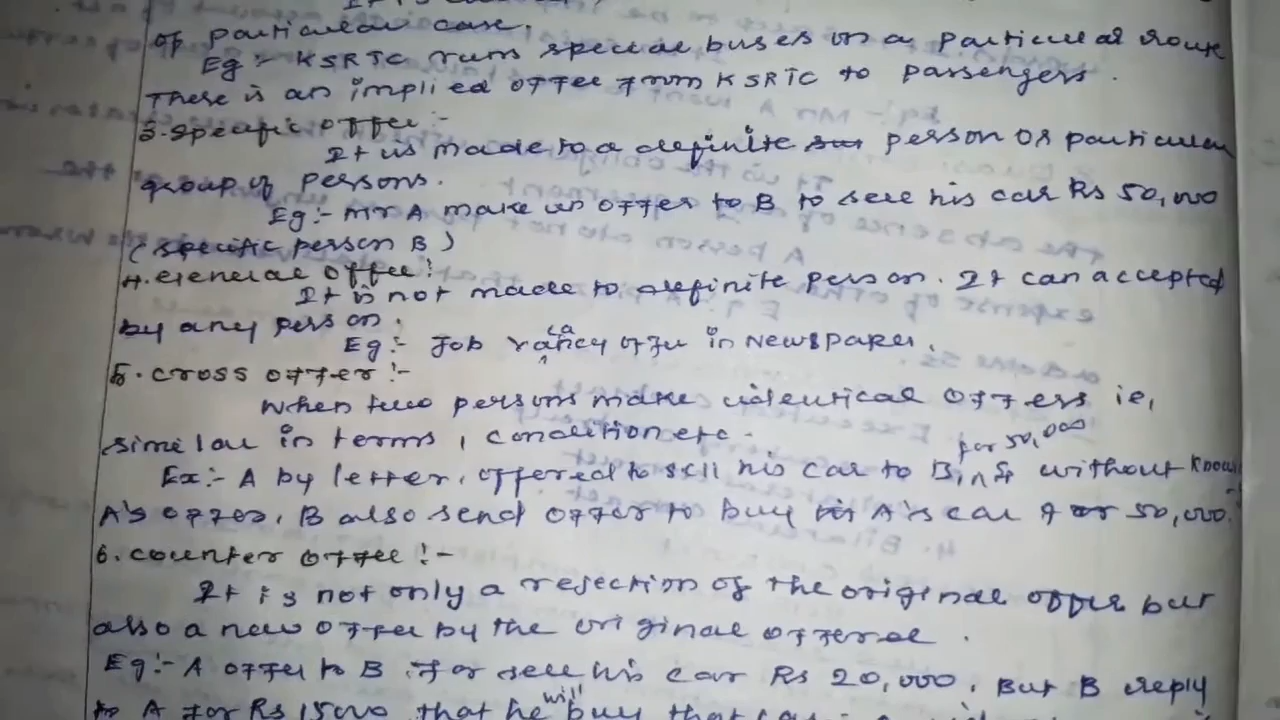 of particular case.
Eg:- KSRTC runs special buses on a particular route
There is an implied offer from KSRTC to passengers.
3. Specific offer:-
It is made to a definite person or particular
group of persons.
Eg:- Mr A make an offer to B to sell his car Rs 50,000
(specific person B)
4. General offer:
It is not made to definite person. It can accepted
by any person.
Eg:- Job vacancy offer in Newspaper.
5. Cross offer:-
When two persons make identical offers ie,
similar in terms, condition etc.
for 50,000
Ex:- A by letter, offered to sell his car to B, without know
A's offer, B also send offer to buy A's car for 50,000.
6. Counter offer:-
It is not only a rejection of the original offer but
also a new offer by the original offeree.
Eg:- A offer to B for sell his car Rs 20,000. But B reply
to A for Rs 15000 that he will buy that car